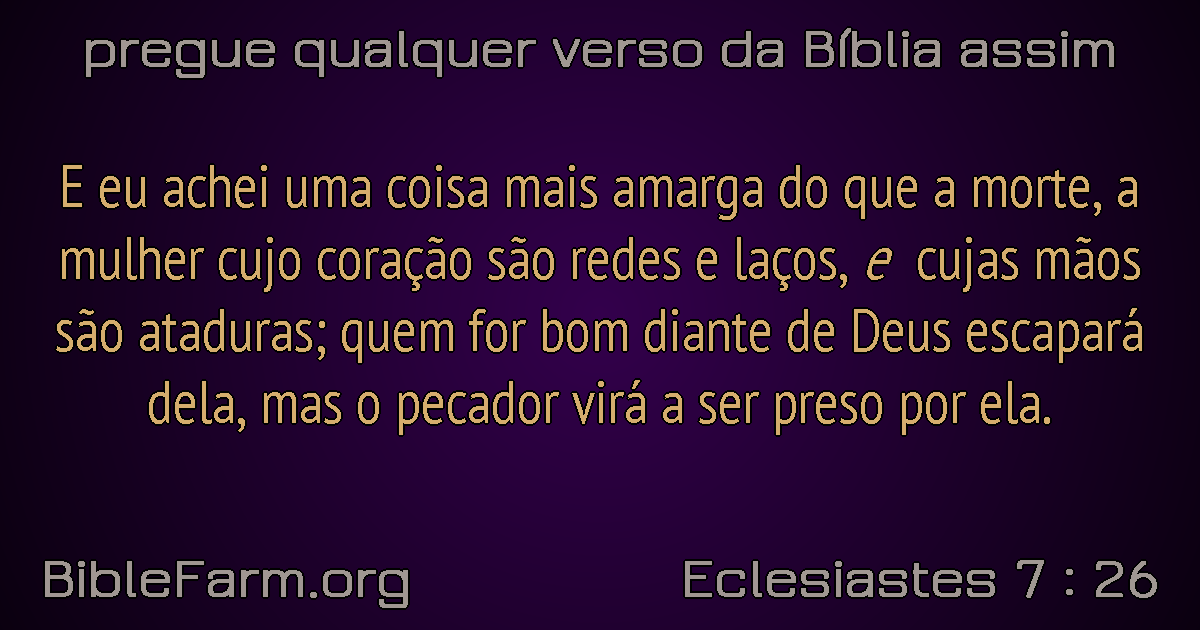 pregue qualquer verso da Bíblia assim
E eu achei uma coisa mais amarga do que a morte, a
mulher cujo coração são redes e laços, e cujas mãos
são ataduras; quem for bom diante de Deus escapará
dela, mas o pecador virá a ser preso por ela.
BibleFarm.org
Eclesiastes 7 : 26